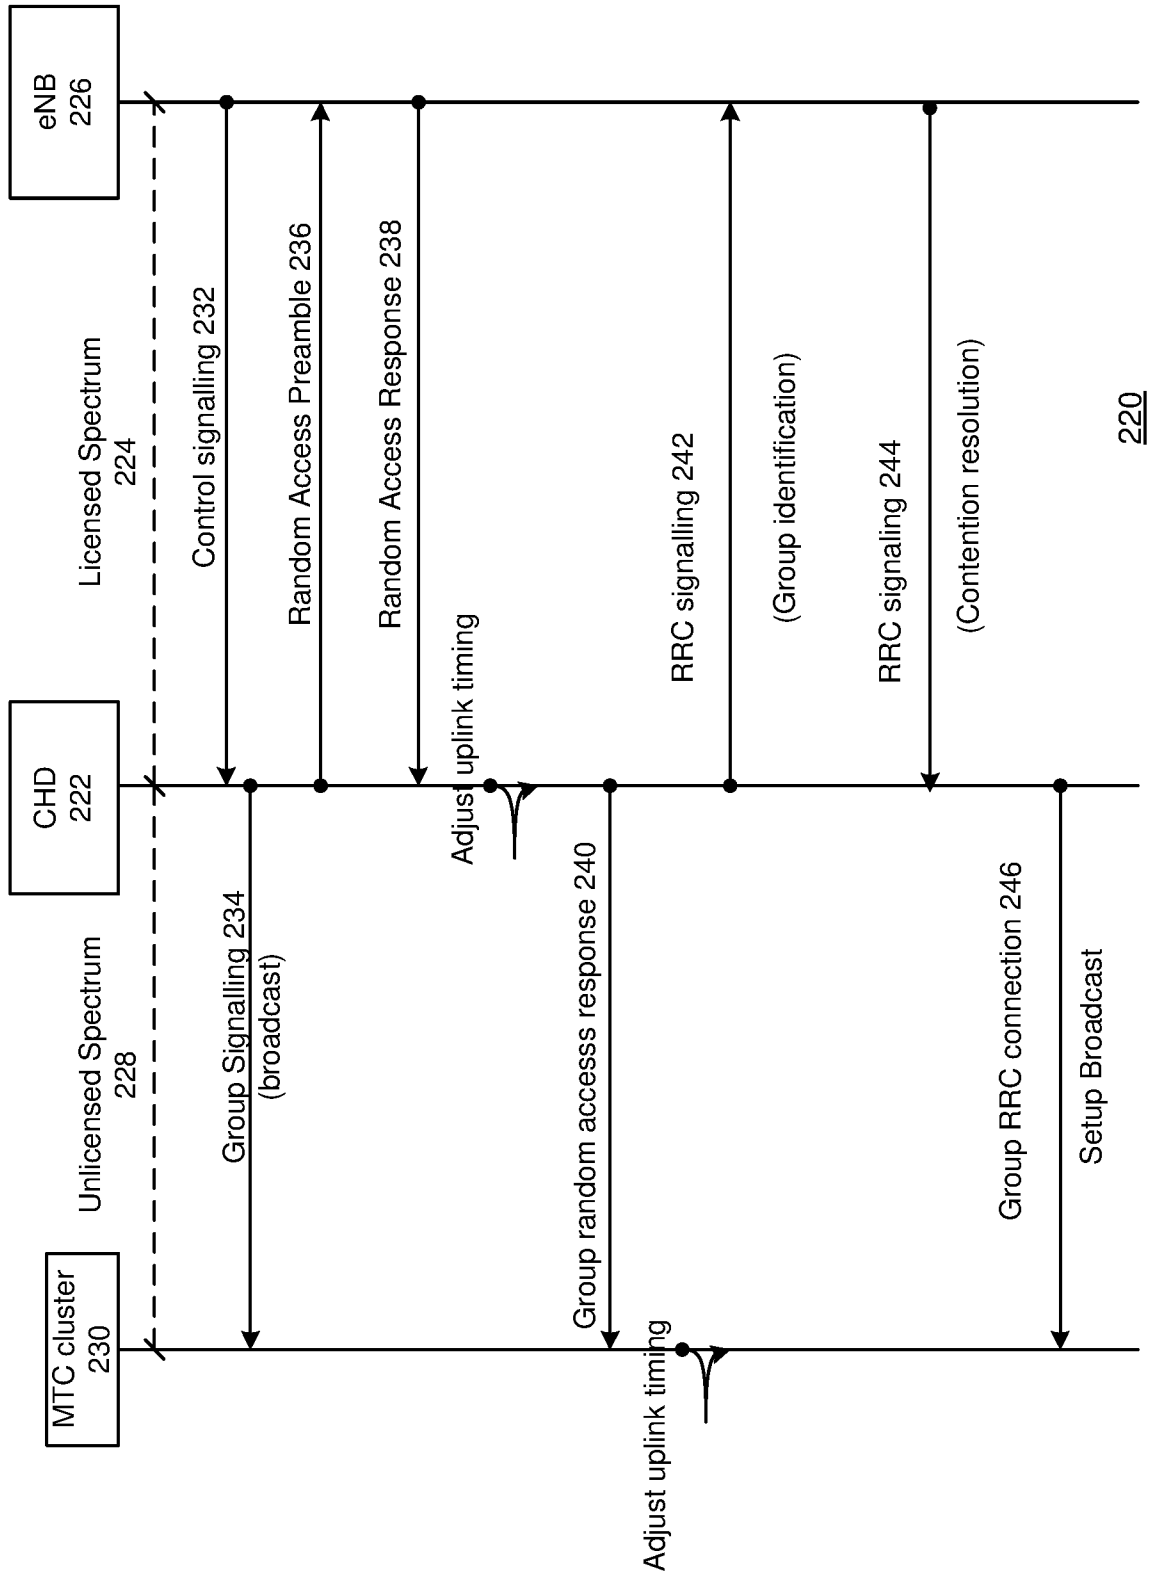 MTC cluster
230
CHD
222
eNB
226
Unlicensed Spectrum
228
Licensed Spectrum
224
Control signalling 232
Group Signalling 234
(broadcast)
Random Access Preamble 236
Random Access Response 238
Adjust uplink timing
Group random accesss response 240
Adjust uplink timing
RRC signalling 242
(Group identification)
RRC signaling 244
(Contention resolution)
Group RRC connection 246
Setup Broadcast
220